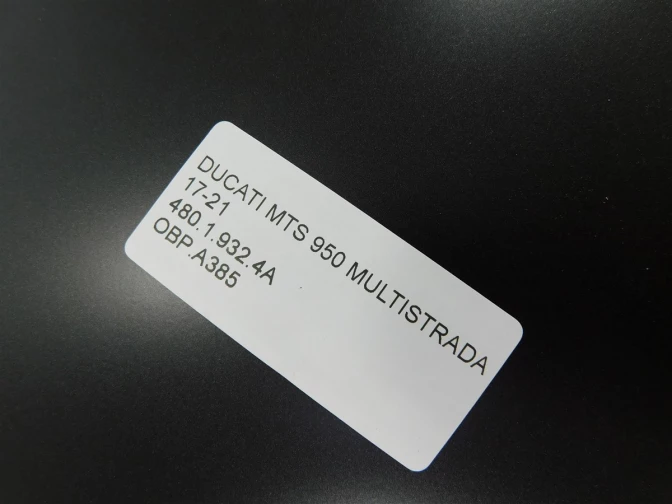 DUCATI MTS 950 MULTISTRADA
17-21
480.1.932.4A
OBP.A385